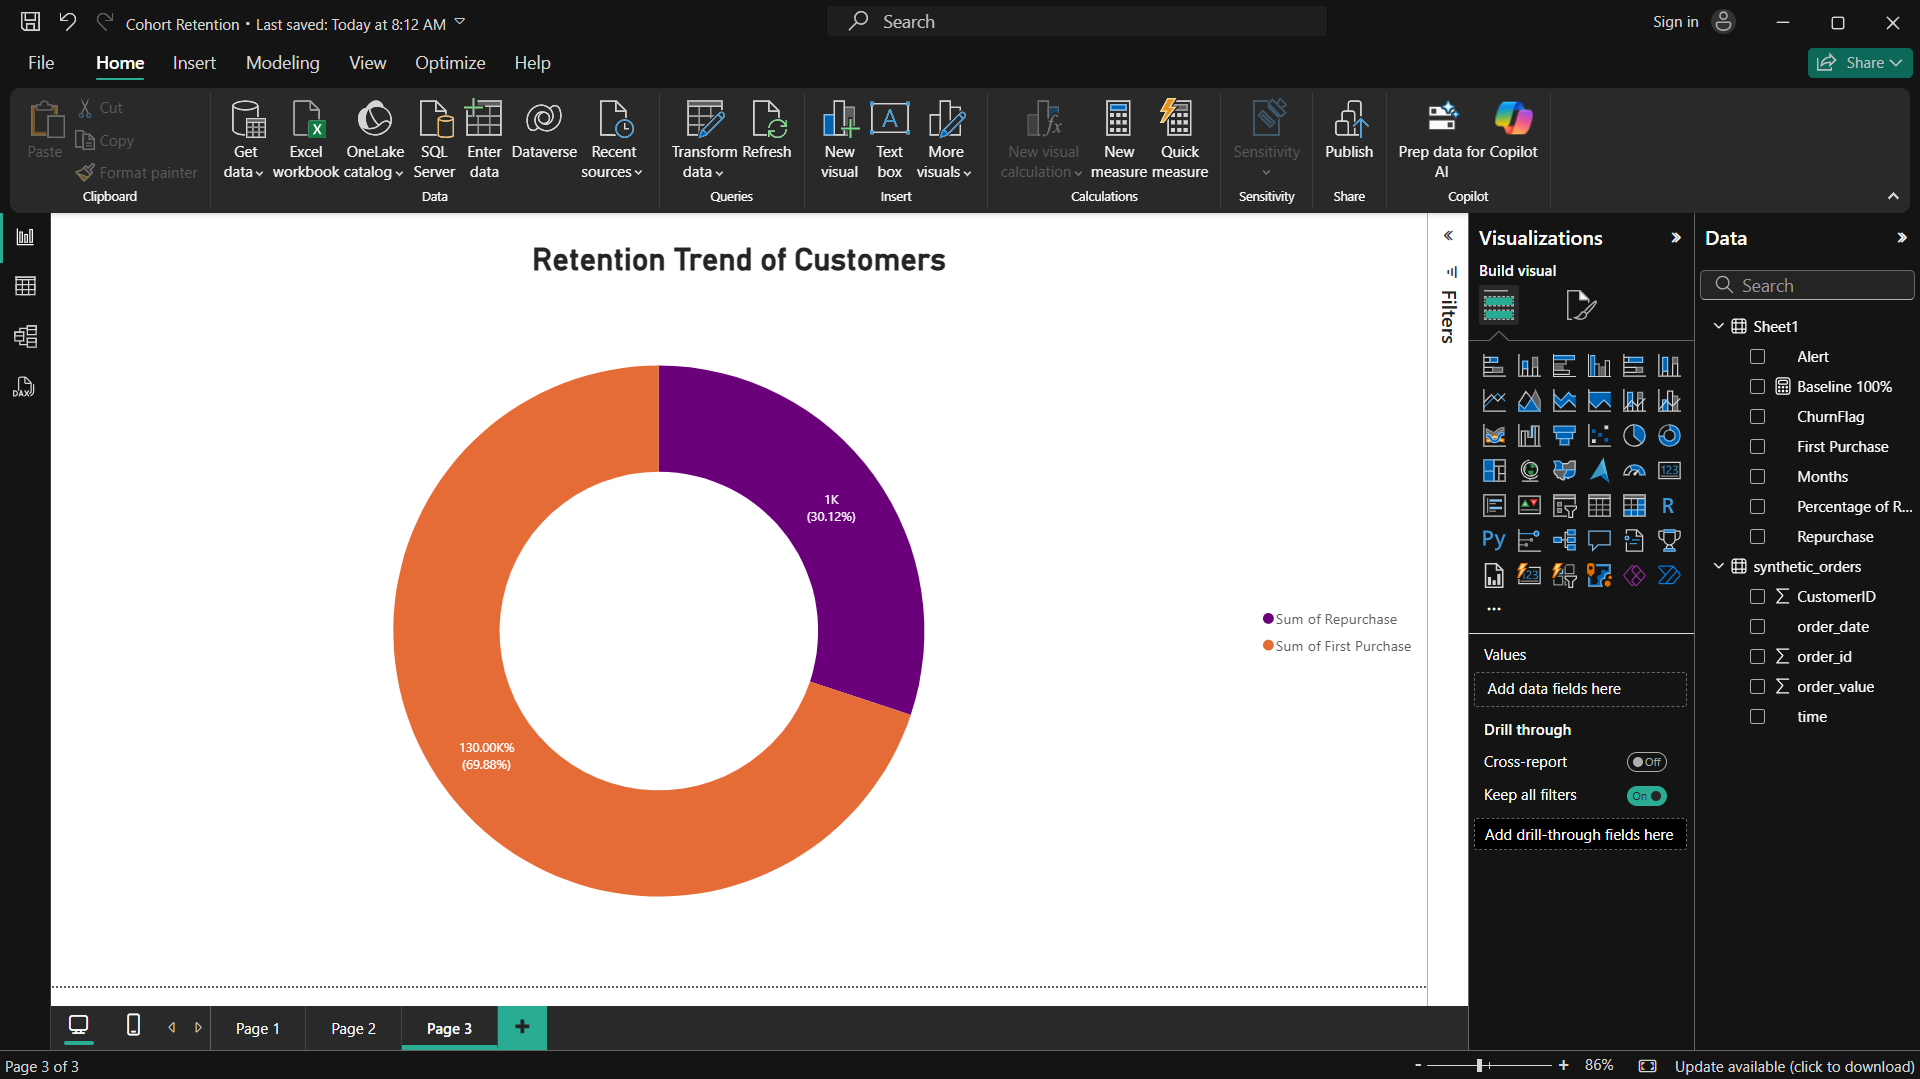 Cohort Retention • Last saved: Today at 8:12 AM
Search
Sign in
File
Home
Insert
Modeling
View
Optimize
Help
Share
Paste
Cut
Copy
Format painter
Clipboard
Get data
Excel workbook
OneLake catalog
SQL Server
Enter data
Dataverse
Recent sources
Data
Transform data
Refresh
Queries
New visual
Text box
More visuals
Insert
New visual calculation
New measure
Quick measure
Calculations
Sensitivity
Sensitivity
Publish
Share
Prep data for AI
Copilot
Copilot
DAX
Retention Trend of Customers
1K
(30.12%)
130.00K%
(69.88%)
Sum of Repurchase
Sum of First Purchase
Filters
Visualizations
Build visual
123
R
Py
123
Values
Add data fields here
Drill through
Cross-report
Off
Keep all filters
On
Add drill-through fields here
Data
Search
Sheet1
Alert
Baseline 100%
ChurnFlag
First Purchase
Months
Percentage of R...
Repurchase
synthetic_orders
CustomerID
order_date
order_id
order_value
time
Page 1
Page 2
Page 3
Page 3 of 3
86%
Update available (click to download)